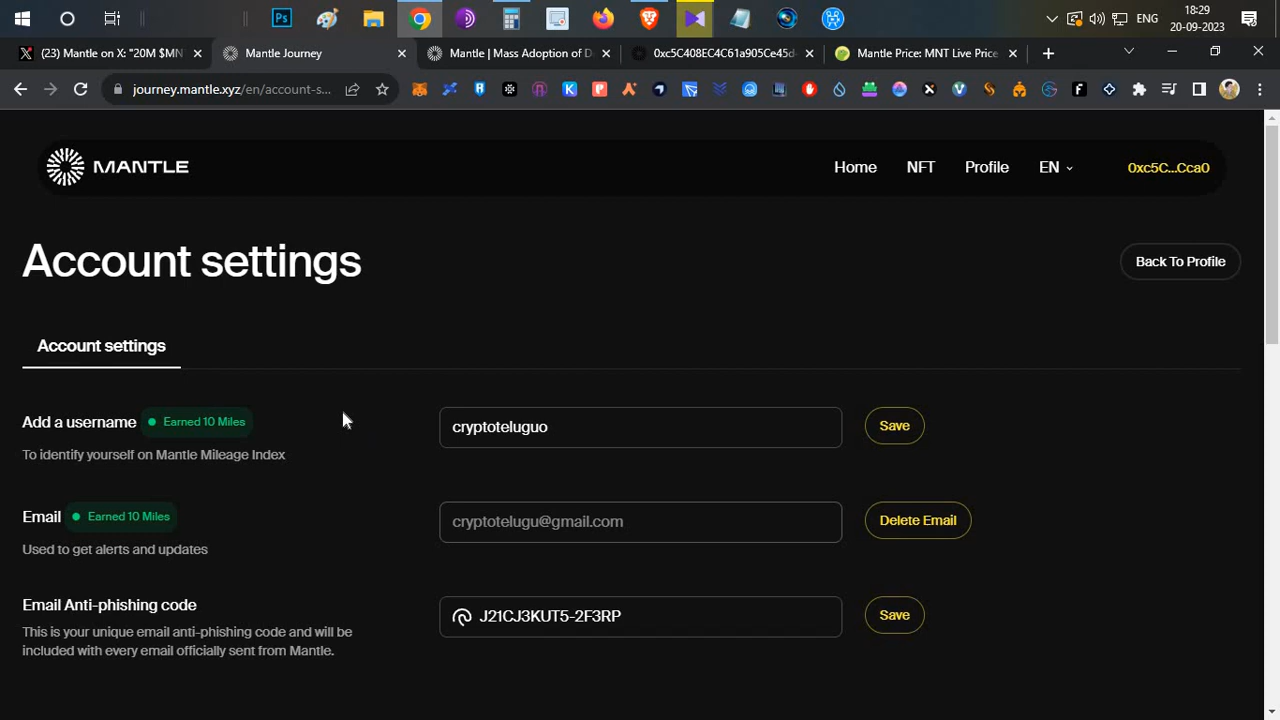 Ps
ENG
18:29
20-09-2023
(23) Mantle on X: "20M $MN
Mantle Journey
Mantle | Mass Adoption of D
0xc5C408EC4C61a905Ce45d
Mantle Price: MNT Live Price
journey.mantle.xyz/en/account-s...
MANTLE
Home
NFT
Profile
EN
0xc5C...Cca0
Account settings
Back To Profile
Account settings
Add a username
Earned 10 Miles
cryptoteluguo
Save
To identify yourself on Mantle Mileage Index
Email
Earned 10 Miles
cryptotelugu@gmail.com
Delete Email
Used to get alerts and updates
Email Anti-phishing code
J21CJ3KUT5-2F3RP
Save
This is your unique email anti-phishing code and will be
included with every email officially sent from Mantle.